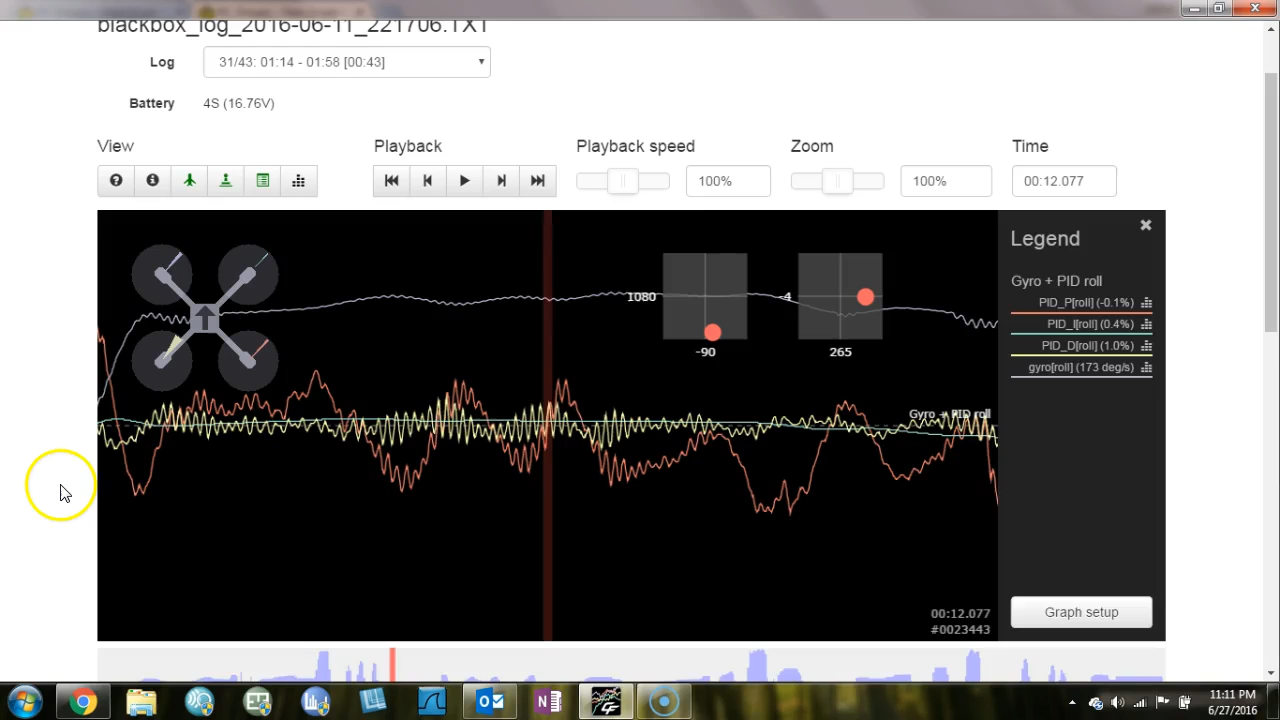 blackbox_log_2016-06-11_221706.TXT
Log
31/43: 01:14 - 01:58 [00:43]
Battery
4S (16.76V)
View
Playback
Playback speed
Zoom
Time
100%
100%
00:12.077
Legend
Gyro + PID roll
PID_P[roll] (-0.1%)
PID_I[roll] (0.4%)
PID_D[roll] (1.0%)
gyro[roll] (173 deg/s)
1080
-4
-90
265
Gyro + PID roll
00:12.077
#0023443
Graph setup
11:11 PM
6/27/2016